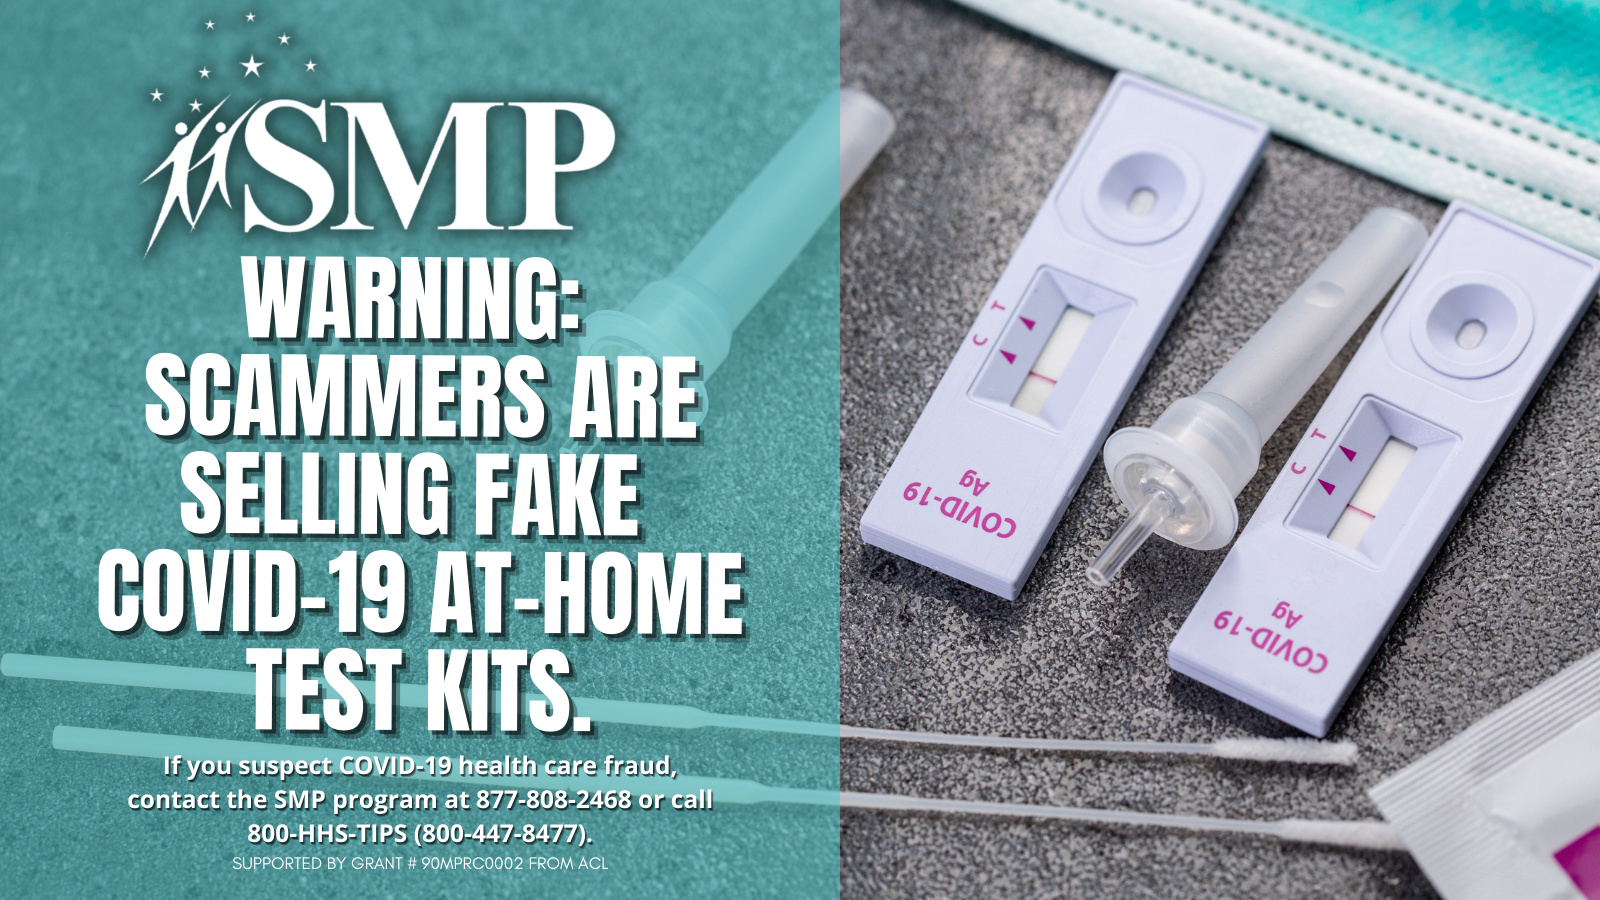 SMP
WARNING:
SCAMMERS ARE
SELLING FAKE
COVID-19 AT-HOME
TEST KITS.
If you suspect COVID-19 health care fraud,
contact the SMP program at 877-808-2468 or call
800-HHS-TIPS (800-447-8477).
SUPPORTED BY GRANT # 90MPRC0002 FROM ACL
C T
COVID-19
Ag
C T
COVID-19
Ag